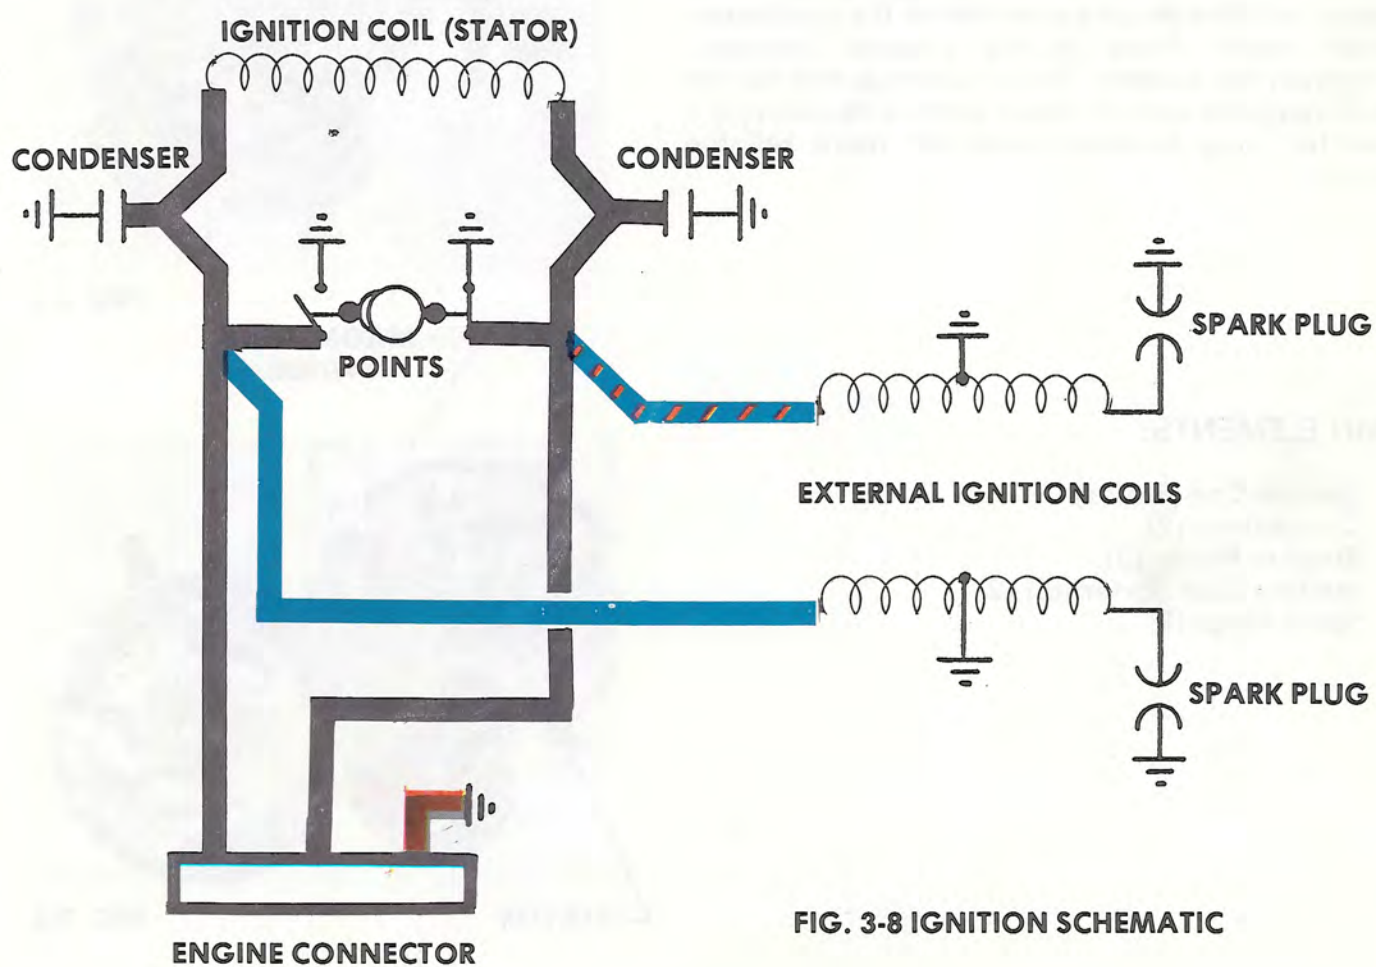 IGNITION COIL (STATOR)
CONDENSER
CONDENSER
POINTS
SPARK PLUG
EXTERNAL IGNITION COILS
SPARK PLUG
FIG. 3-8 IGNITION SCHEMATIC
ENGINE CONNECTOR